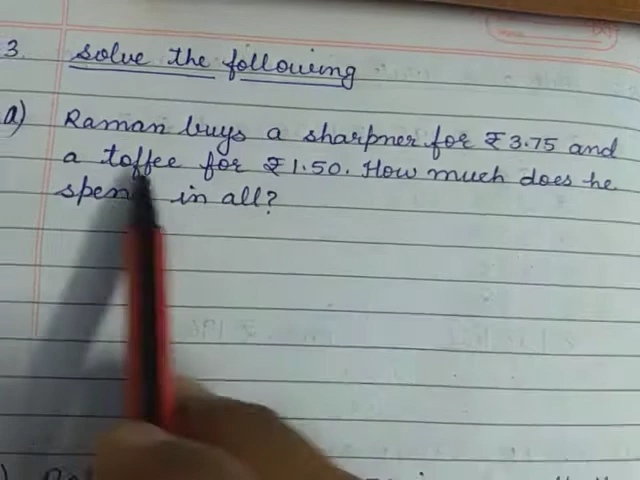 3. solve the following
a) Raman buys a sharpner for ₹3.75 and
a toffee for ₹1.50. How much does he
spend in all?